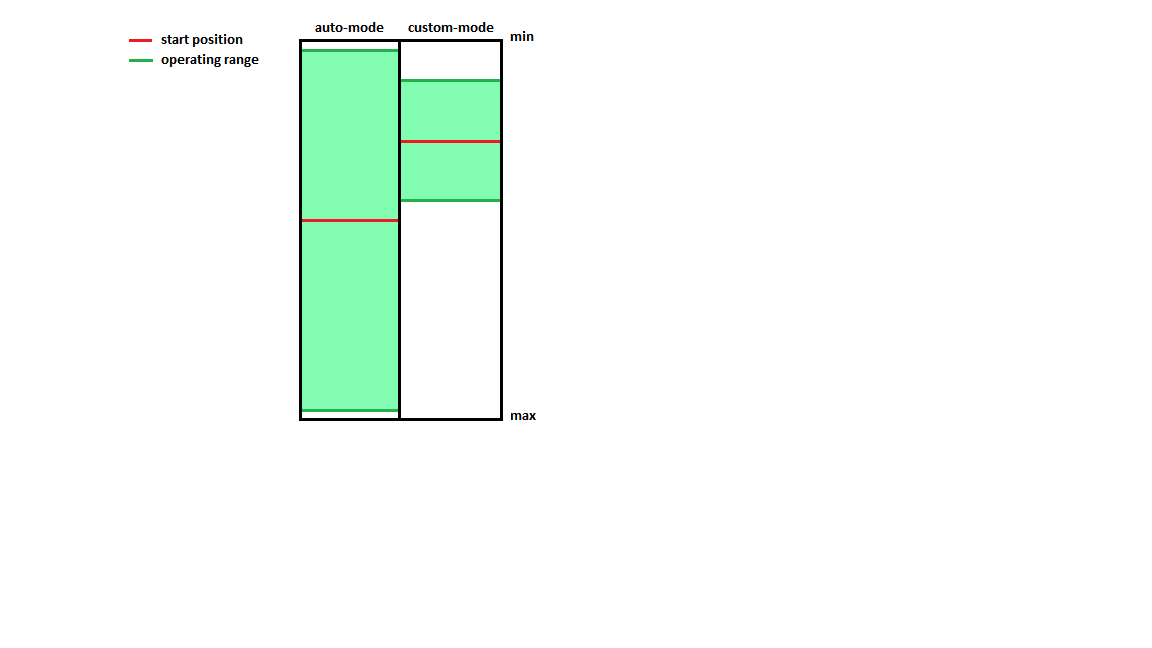 auto-mode
custom-mode
min
start position
operating range
max